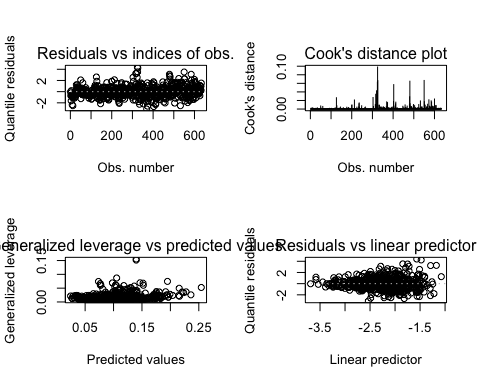 Residuals vs indices of obs.
Quantile residuals
2
-2
0
200
400
600
Obs. number
Cook's distance plot
Cook's distance
0.10
0.00
0
200
400
600
Obs. number
Generalized leverage vs predicted values
Generalized leverage
0.15
0.00
0.05
0.15
0.25
Predicted values
Residuals vs linear predictor
Quantile residuals
2
-2
-3.5
-2.5
-1.5
Linear predictor